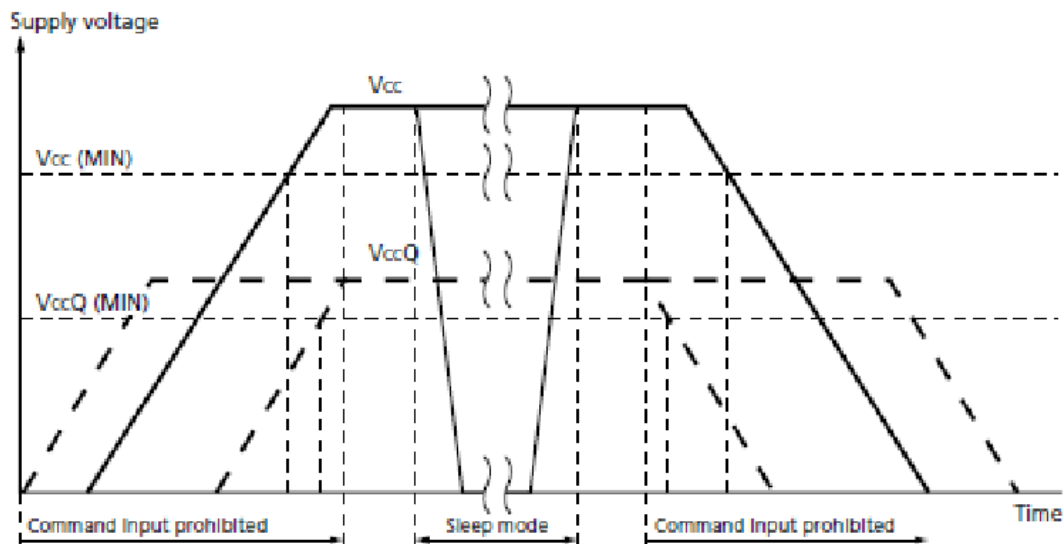 Supply voltage
Vcc
Vcc (MIN)
VccQ
VccQ (MIN)
Time
Command input prohibited
Sleep mode
Command input prohibited